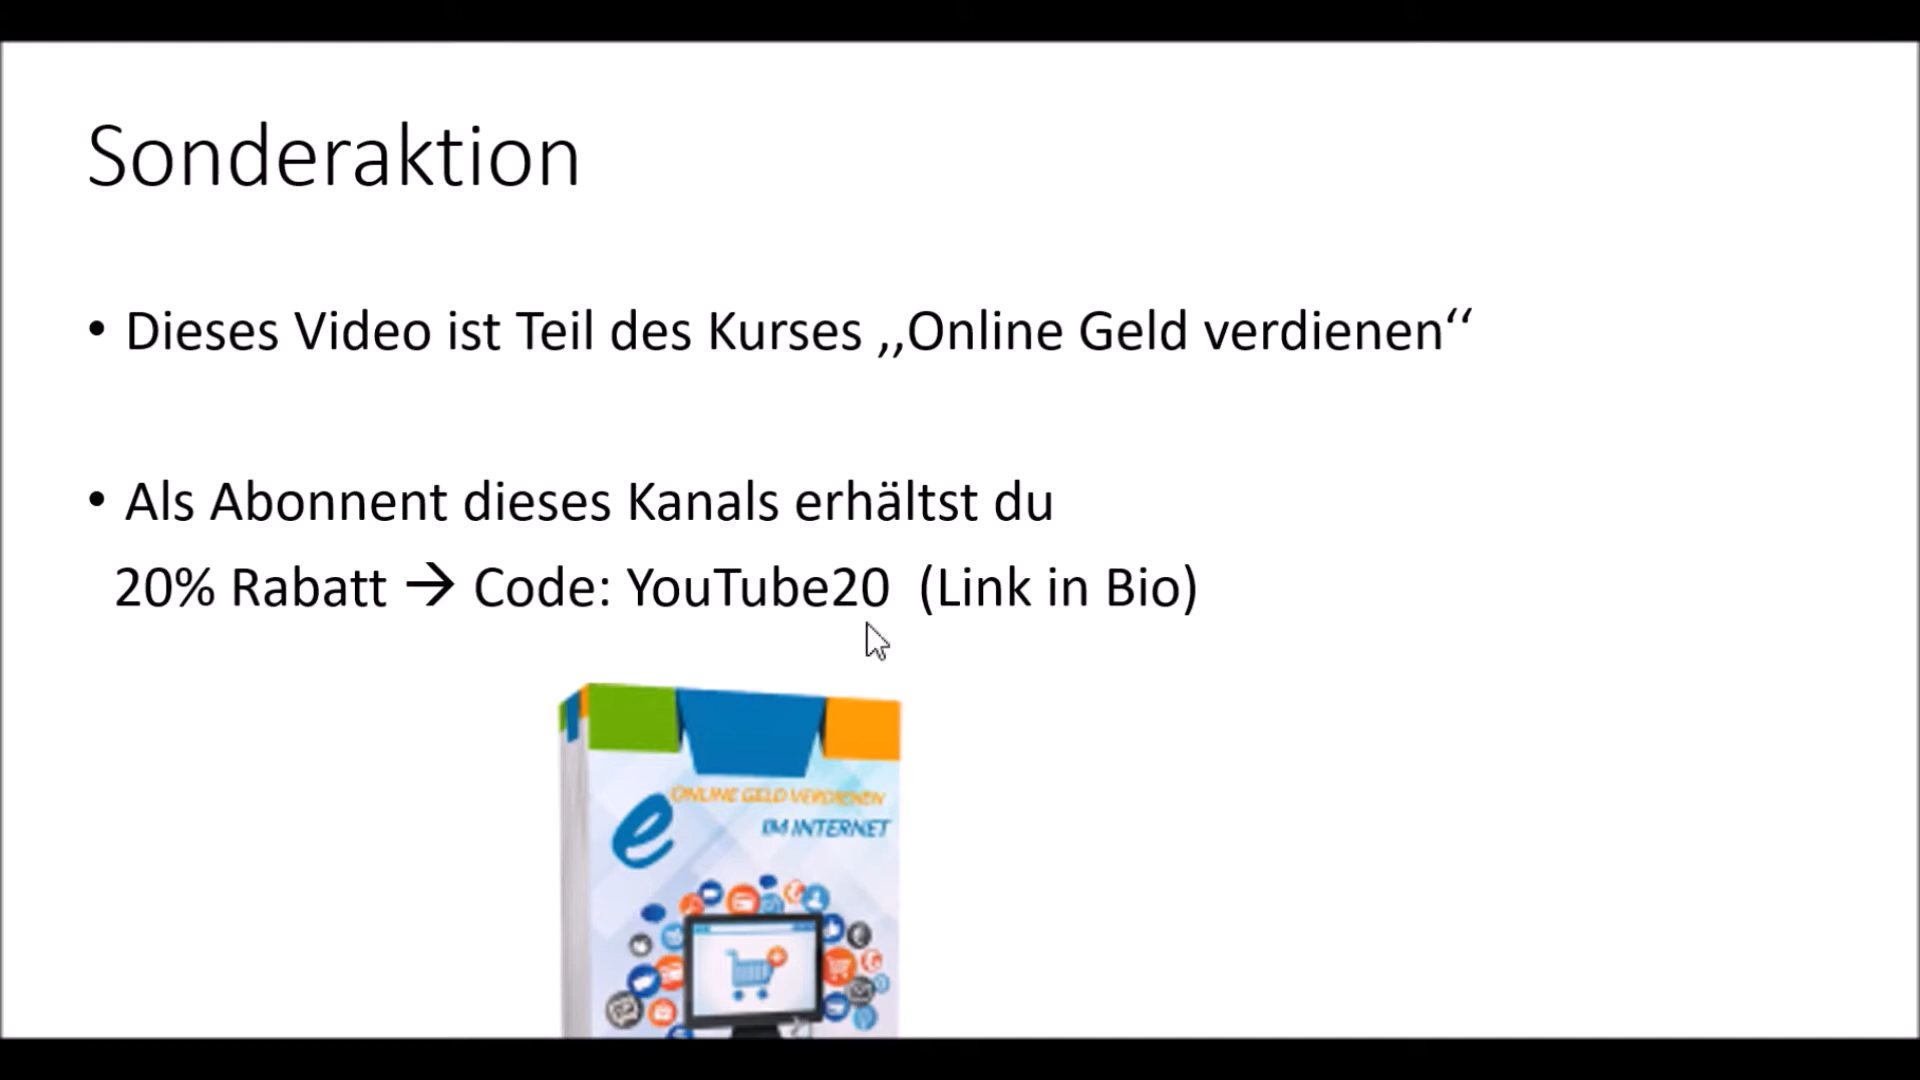 Sonderaktion
• Dieses Video ist Teil des Kurses ,,Online Geld verdienen‘‘
• Als Abonnent dieses Kanals erhältst du
20% Rabatt → Code: YouTube20 (Link in Bio)
ONLINE GELD VERDIENEN
e
IM INTERNET